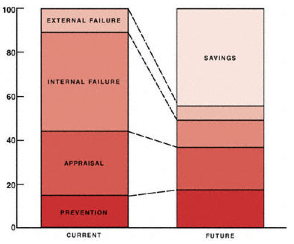 100
80
60
40
20
0
EXTERNAL FAILURE
INTERNAL FAILURE
APPRAISAL
PREVENTION
SAVINGS
CURRENT
FUTURE